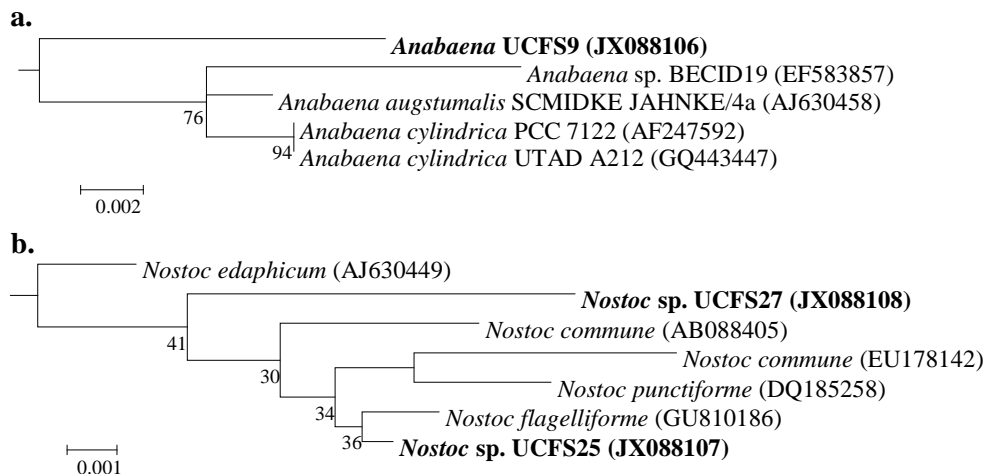 a.
Anabaena UCFS9 (JX088106)
Anabaena sp. BECID19 (EF583857)
Anabaena augstumalis SCMIDKE JAHNKE/4a (AJ630458)
76
Anabaena cylindrica PCC 7122 (AF247592)
94
Anabaena cylindrica UTAD A212 (GQ443447)
0.002
b.
Nostoc edaphicum (AJ630449)
Nostoc sp. UCFS27 (JX088108)
Nostoc commune (AB088405)
41
Nostoc commune (EU178142)
30
Nostoc punctiforme (DQ185258)
34
Nostoc flagelliforme (GU810186)
36
Nostoc sp. UCFS25 (JX088107)
0.001